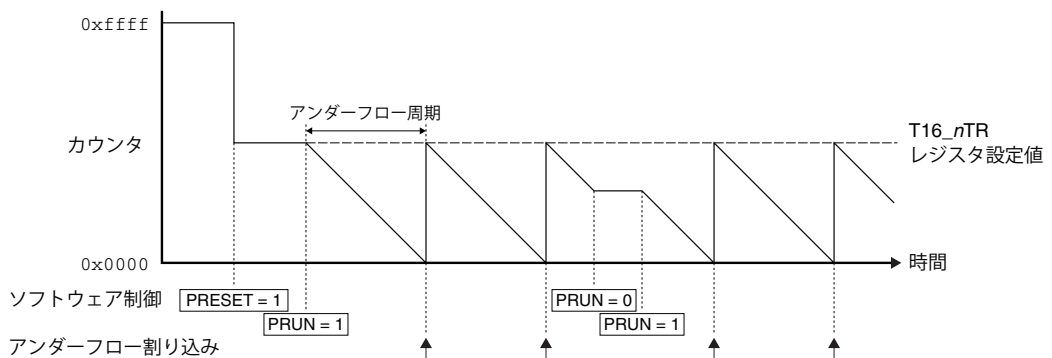 0xffff
アンダーフロー周期
カウンタ
T16_nTR
レジスタ設定値
0x0000
時間
ソフトウェア制御 PRESET = 1 PRUN = 0
PRUN = 1 PRUN = 1
アンダーフロー割り込み